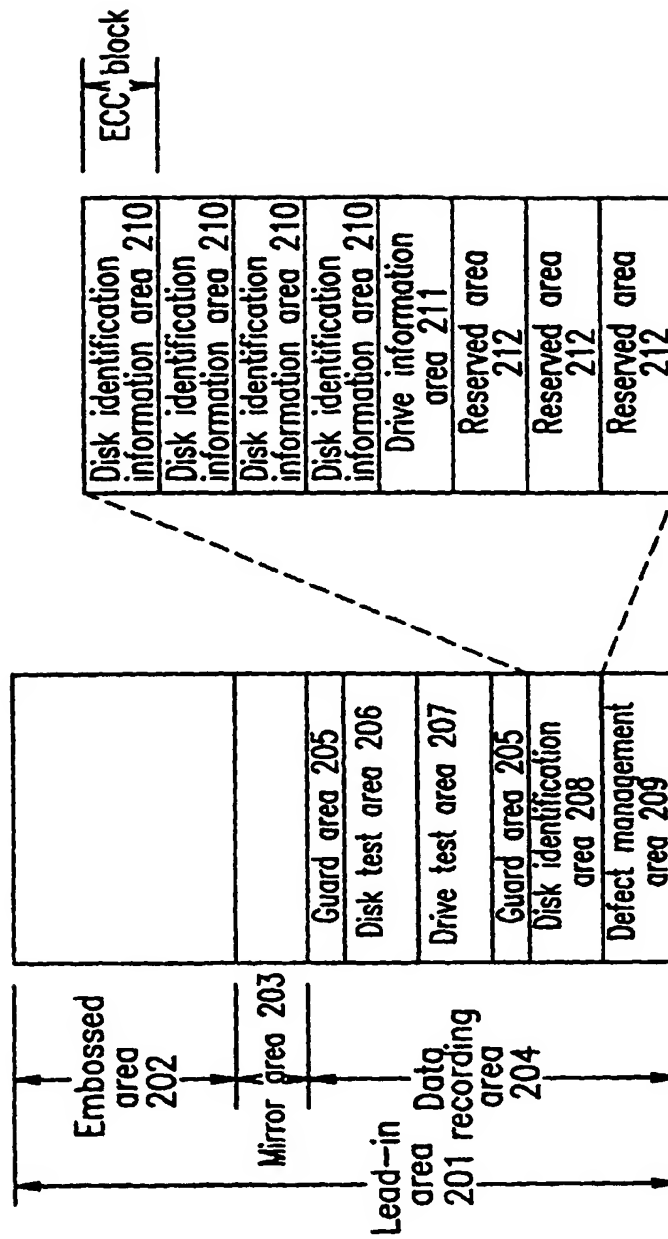 Lead-in
area
201
Embossed
area
202
Mirror area 203
Data
recording
area
204
Guard area 205
Disk test area 206
Drive test area 207
Guard area 205
Disk identification
area 208
Defect management
area 209
ECC block
Disk identification
information area 210
Disk identification
information area 210
Disk identification
information area 210
Disk identification
information area 210
Drive information
area 211
Reserved area
212
Reserved area
212
Reserved area
212